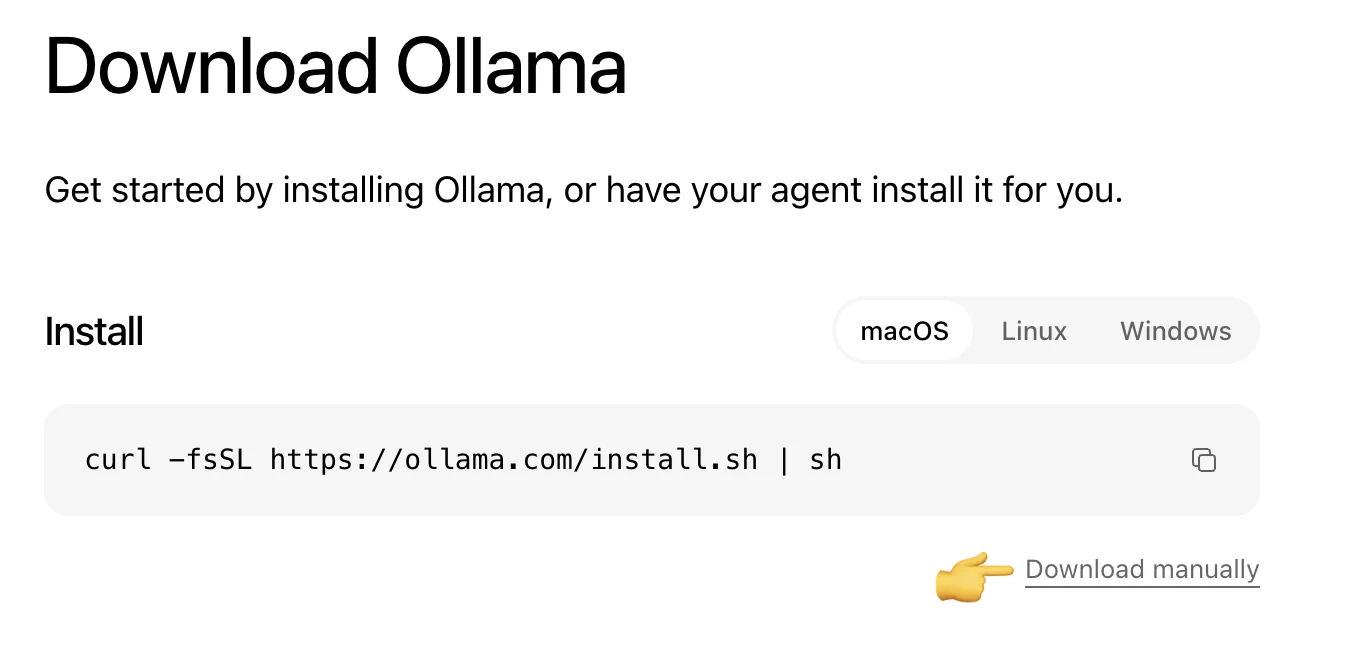 Download Ollama
Get started by installing Ollama, or have your agent install it for you.
Install
macOS Linux Windows
curl -fsSL https://ollama.com/install.sh | sh
Download manually